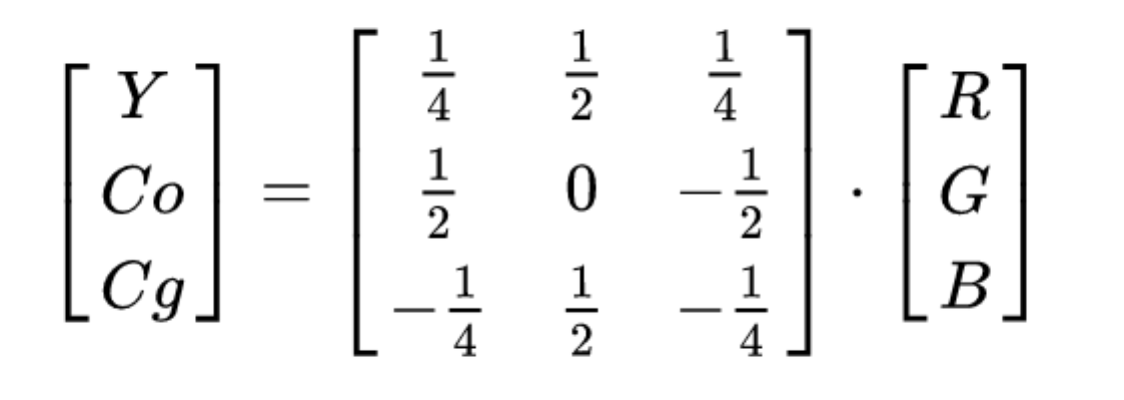 [Y; Co; Cg] = [1/4 1/2 1/4; 1/2 0 -1/2; -1/4 1/2 -1/4] · [R; G; B]